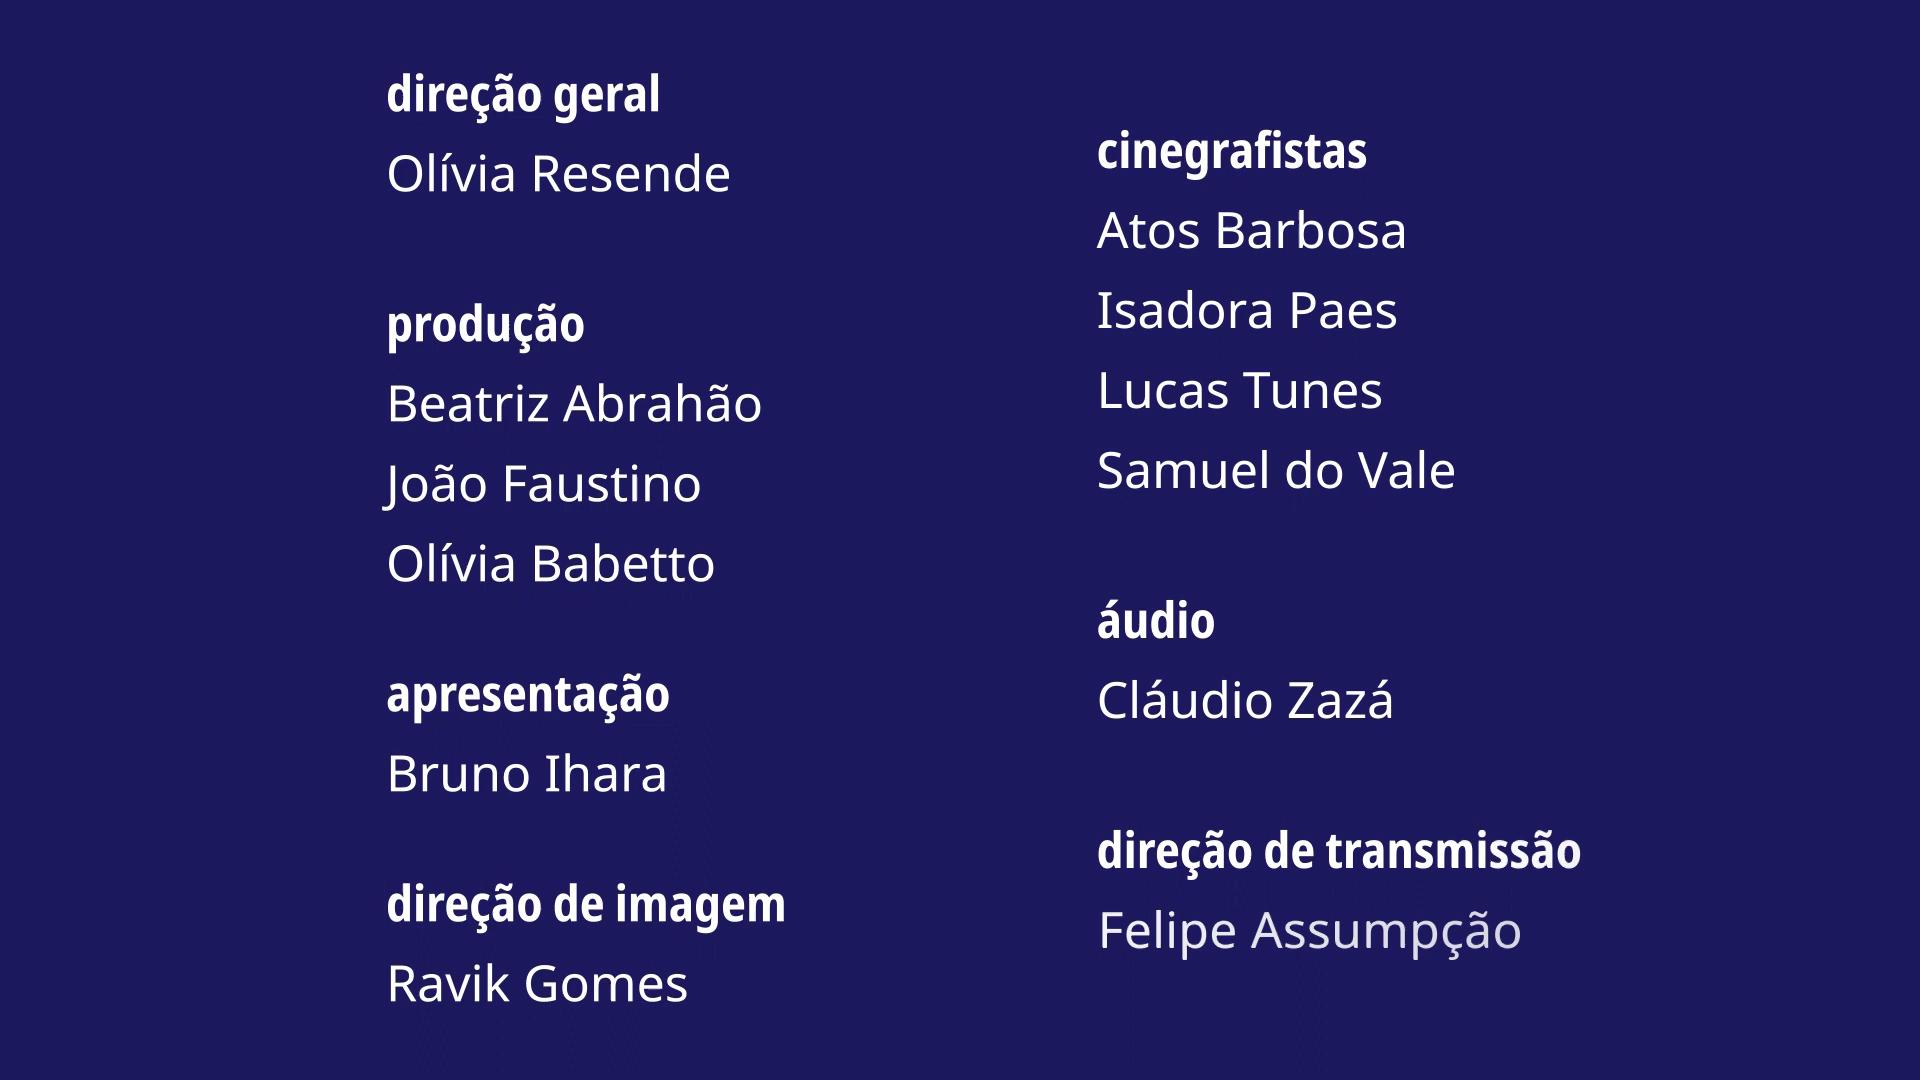 direção geral
Olívia Resende
produção
Beatriz Abrahão
João Faustino
Olívia Babetto
apresentação
Bruno Ihara
direção de imagem
Ravik Gomes
cinegrafistas
Atos Barbosa
Isadora Paes
Lucas Tunes
Samuel do Vale
áudio
Cláudio Zazá
direção de transmissão
Felipe Assumpção